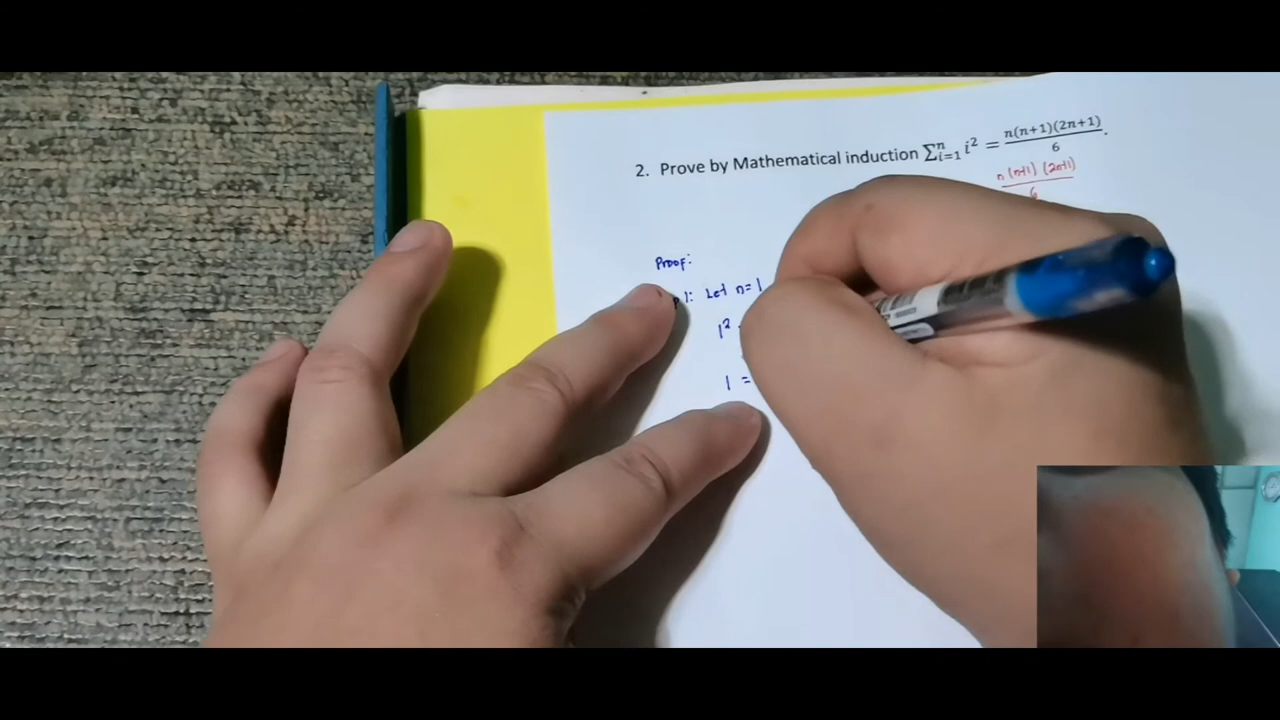 2. Prove by Mathematical induction ∑ⁿᵢ₌₁ i² = n(n+1)(2n+1)/6.
n(n+1)(2n+1)/6
Proof:
p 1: Let n=1
1²
1 =